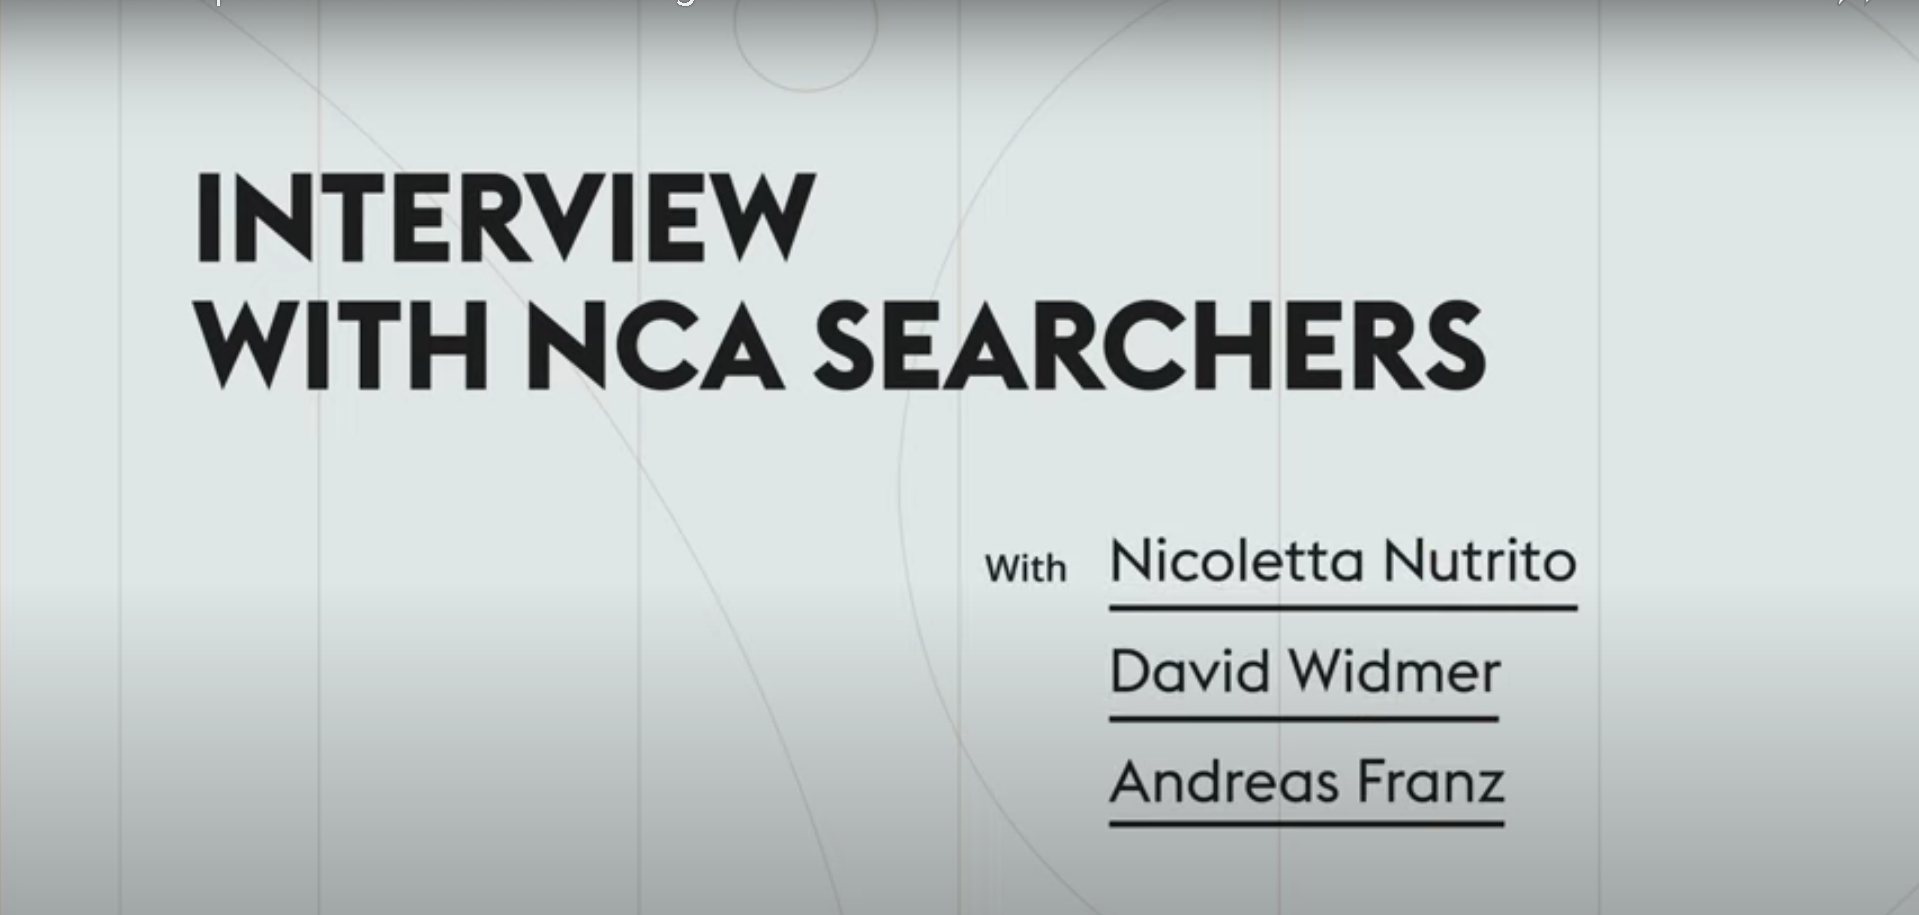 INTERVIEW
WITH NCA SEARCHERS
With Nicoletta Nutrito
David Widmer
Andreas Franz